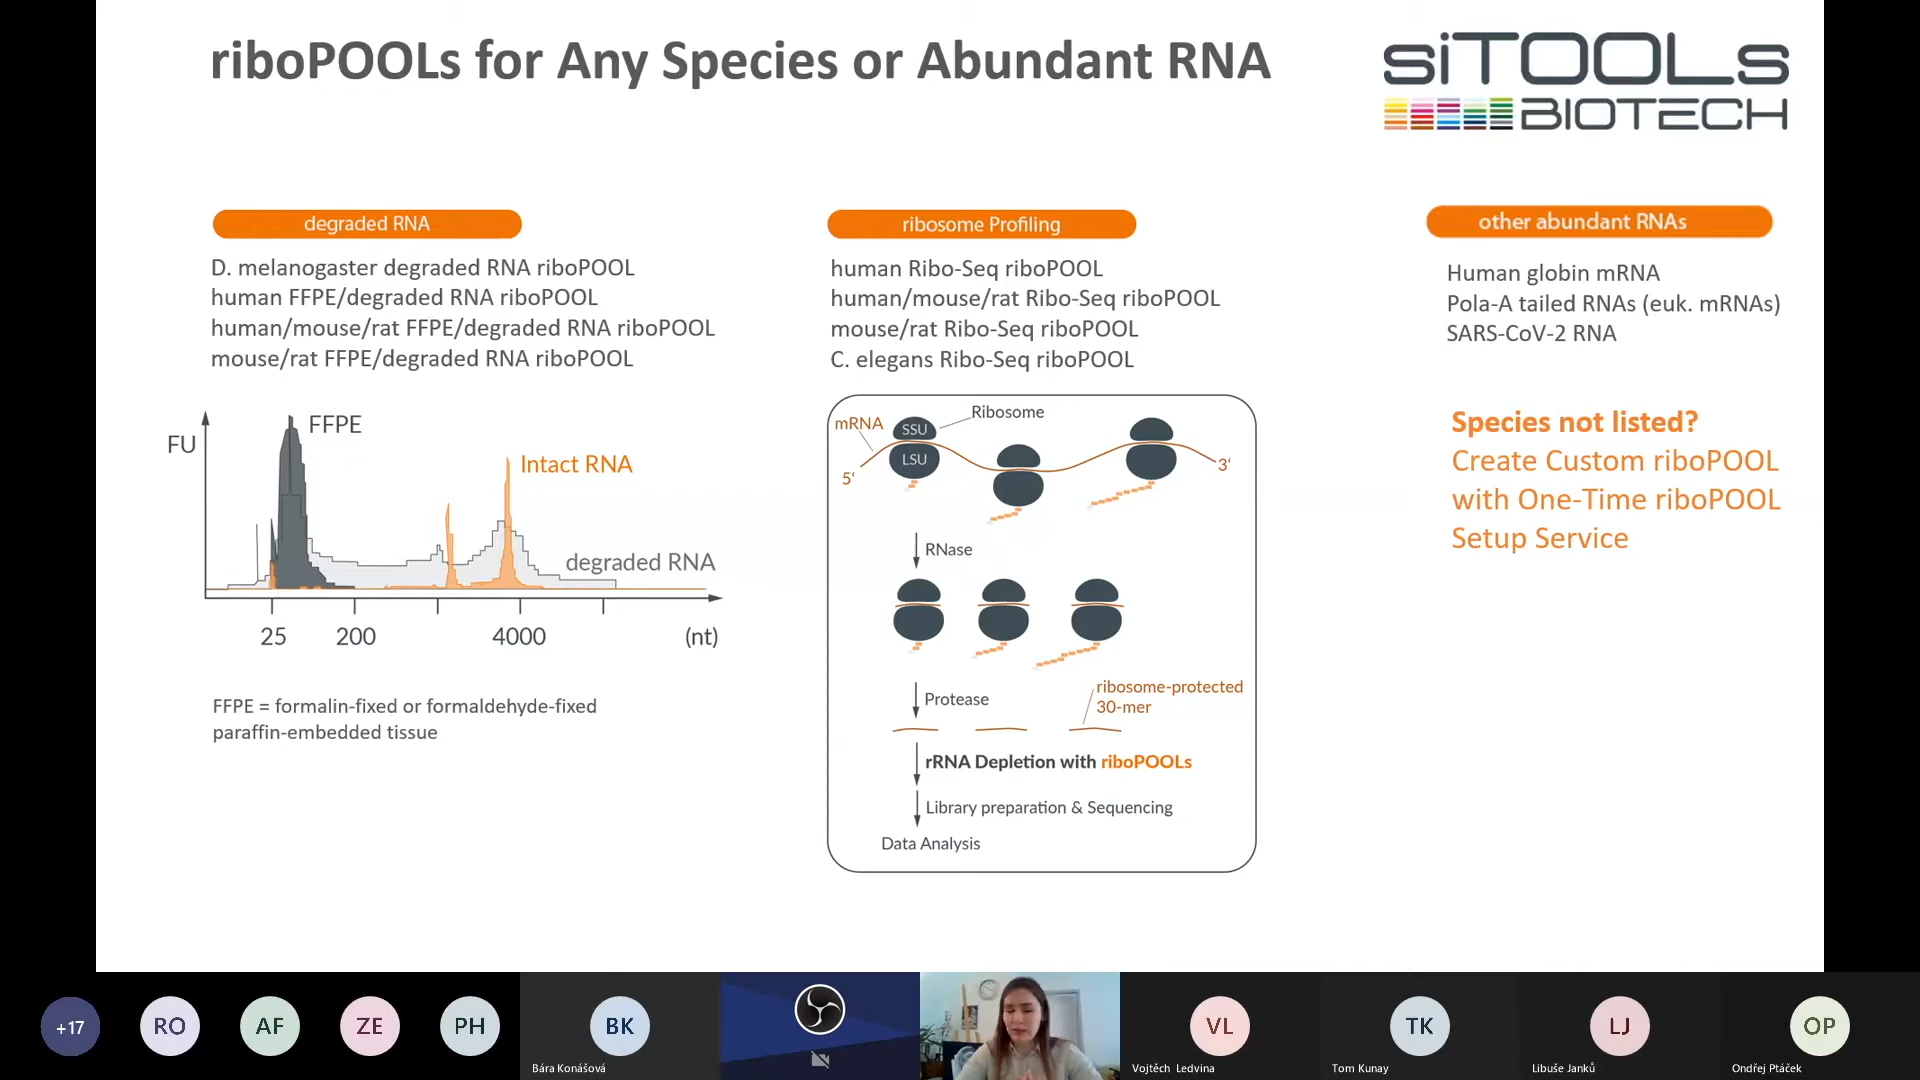 riboPOOLs for Any Species or Abundant RNA
siTOOLs
BIOTECH
degraded RNA
D. melanogaster degraded RNA riboPOOL
human FFPE/degraded RNA riboPOOL
human/mouse/rat FFPE/degraded RNA riboPOOL
mouse/rat FFPE/degraded RNA riboPOOL
FU
FFPE
Intact RNA
degraded RNA
25
200
4000
(nt)
FFPE = formalin-fixed or formaldehyde-fixed
paraffin-embedded tissue
ribosome Profiling
human Ribo-Seq riboPOOL
human/mouse/rat Ribo-Seq riboPOOL
mouse/rat Ribo-Seq riboPOOL
C. elegans Ribo-Seq riboPOOL
mRNA
SSU
Ribosome
LSU
5'
3'
RNase
Protease
ribosome-protected
30-mer
rRNA Depletion with riboPOOLs
Library preparation & Sequencing
Data Analysis
other abundant RNAs
Human globin mRNA
Pola-A tailed RNAs (euk. mRNAs)
SARS-CoV-2 RNA
Species not listed?
Create Custom riboPOOL
with One-Time riboPOOL
Setup Service
+17
RO
AF
ZE
PH
BK
Bára Konášová
VL
Vojtěch Ledvina
TK
Tom Kunay
LJ
Libuše Janků
OP
Ondřej Ptáček